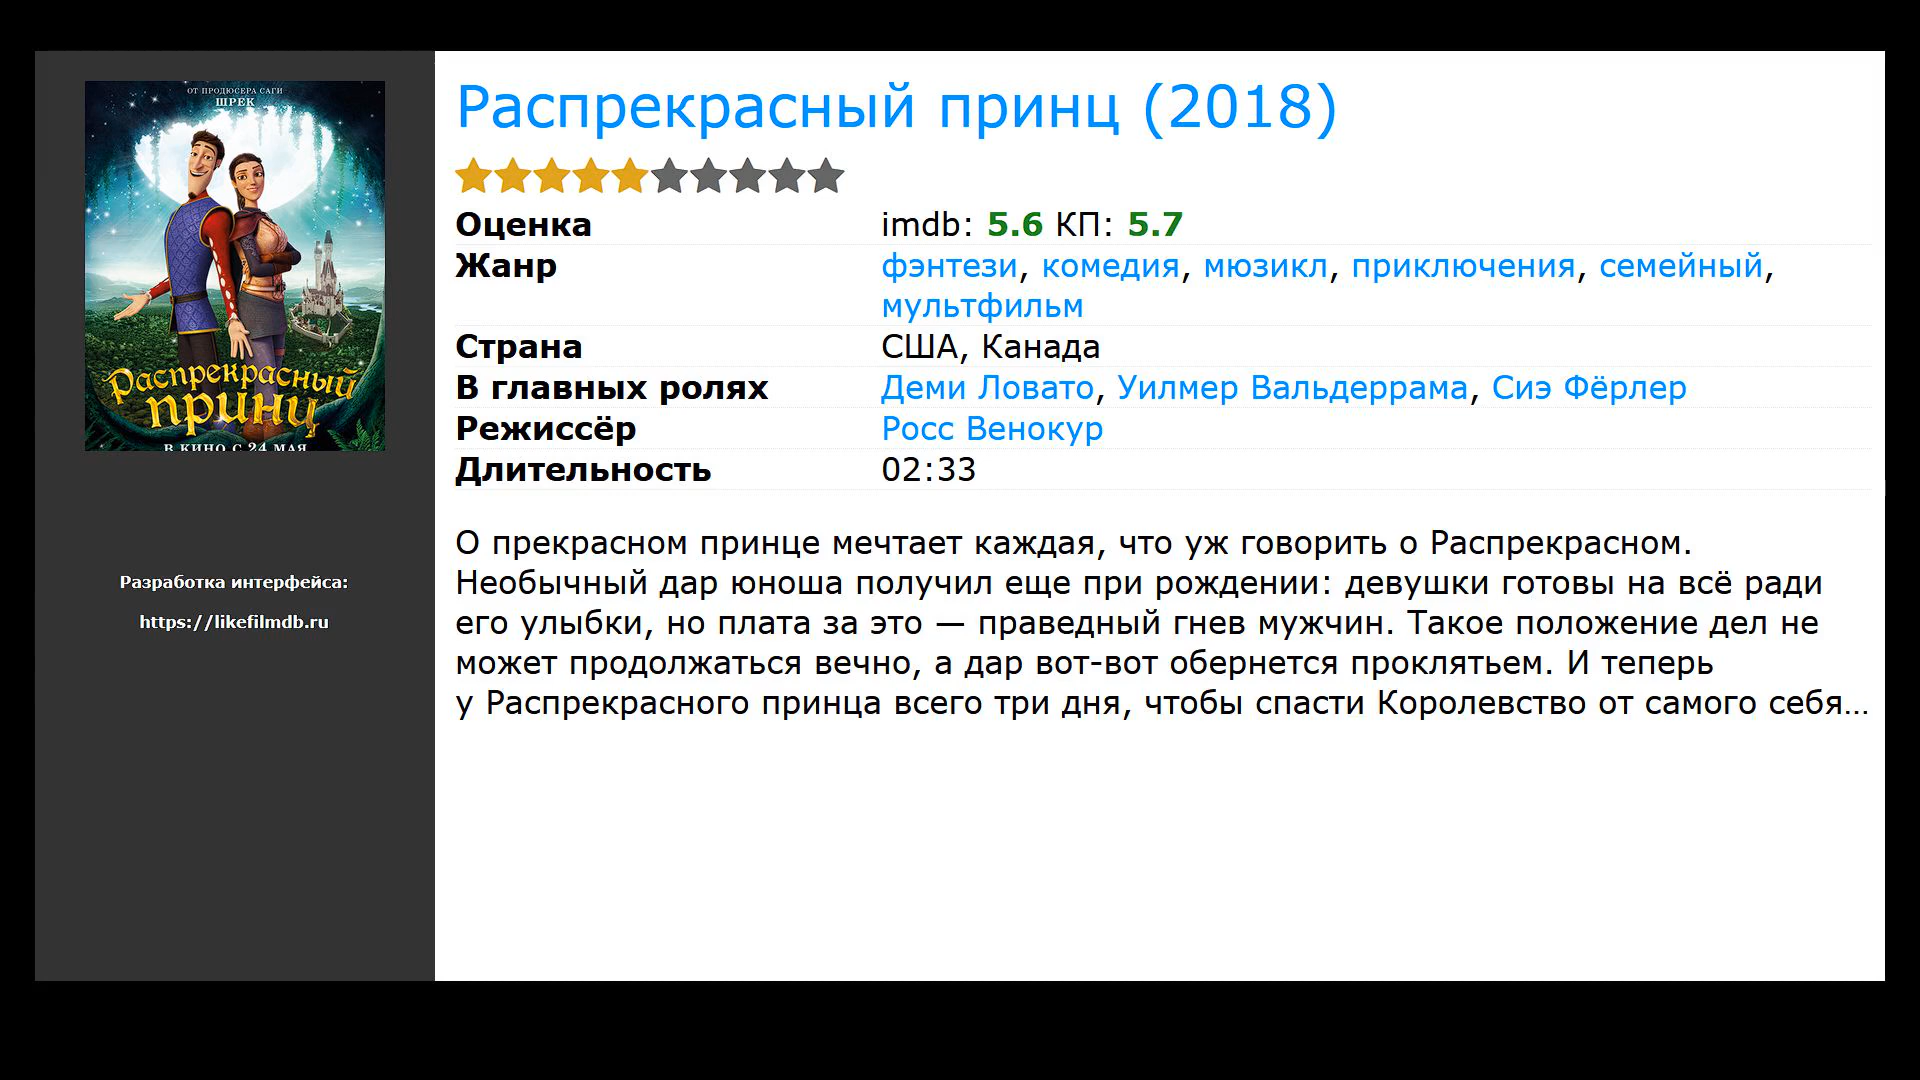 ОТ ПРОДЮСЕРА САГИ
ШРЕК
Распрекрасный
принц
В КИНО С 24 МАЯ
Разработка интерфейса:
https://likefilmdb.ru
Распрекрасный принц (2018)
Оценка imdb: 5.6 КП: 5.7
Жанр фэнтези, комедия, мюзикл, приключения, семейный,
мультфильм
Страна США, Канада
В главных ролях Деми Ловато, Уилмер Вальдеррама, Сиэ Фёрлер
Режиссёр Росс Венокур
Длительность 02:33
О прекрасном принце мечтает каждая, что уж говорить о Распрекрасном.
Необычный дар юноша получил еще при рождении: девушки готовы на всё ради
его улыбки, но плата за это — праведный гнев мужчин. Такое положение дел не
может продолжаться вечно, а дар вот-вот обернется проклятьем. И теперь
у Распрекрасного принца всего три дня, чтобы спасти Королевство от самого себя…